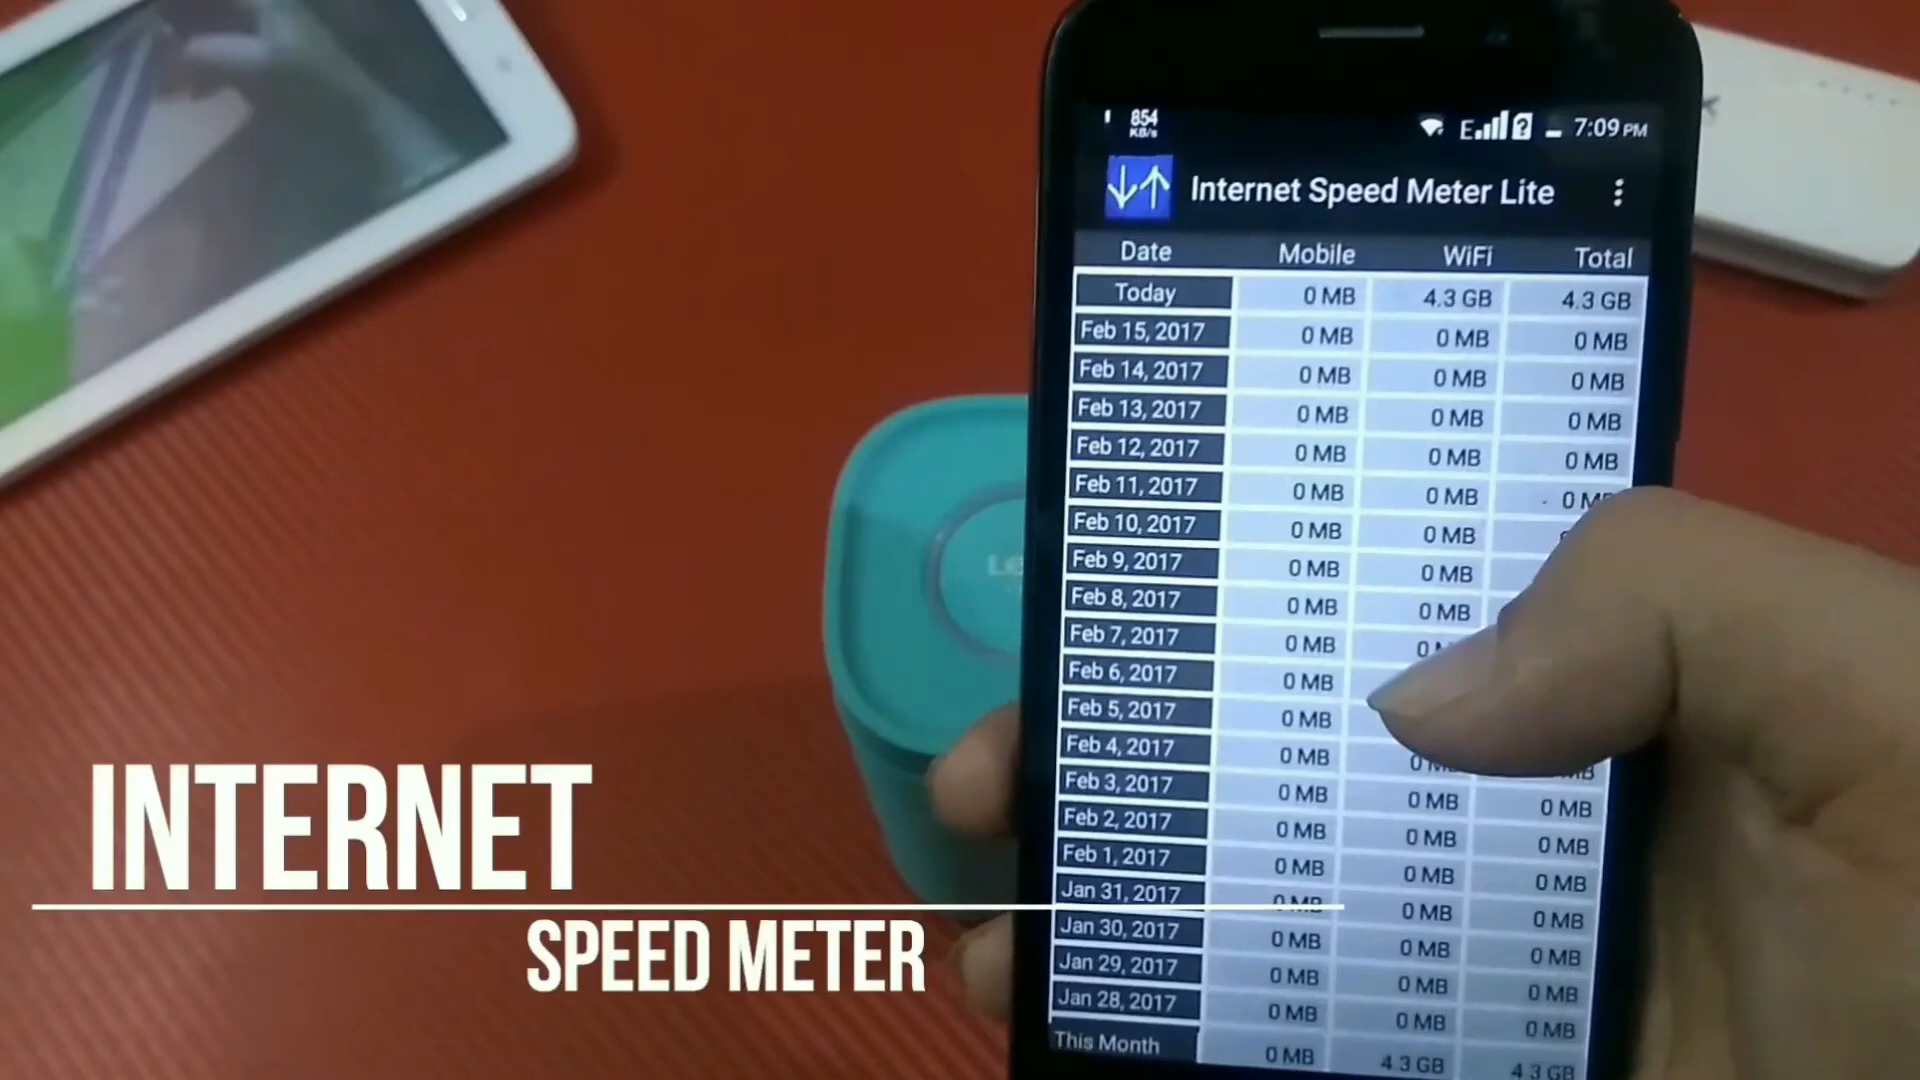 854
KB/s
E
7:09 PM
Internet Speed Meter Lite
Date Mobile WiFi Total
Today 0 MB 4.3 GB 4.3 GB
Feb 15, 2017 0 MB 0 MB 0 MB
Feb 14, 2017 0 MB 0 MB 0 MB
Feb 13, 2017 0 MB 0 MB 0 MB
Feb 12, 2017 0 MB 0 MB 0 MB
Feb 11, 2017 0 MB 0 MB 0
Feb 10, 2017 0 MB 0 MB
Feb 9, 2017 0 MB 0 MB
Feb 8, 2017 0 MB 0 MB
Feb 7, 2017 0 MB 0
Feb 6, 2017 0 MB
Feb 5, 2017 0 MB
Feb 4, 2017 0 MB 0
Feb 3, 2017 0 MB 0 MB 0 MB
Feb 2, 2017 0 MB 0 MB 0 MB
Feb 1, 2017 0 MB 0 MB 0 MB
Jan 31, 2017 0 MB 0 MB 0 MB
Jan 30, 2017 0 MB 0 MB 0 MB
Jan 29, 2017 0 MB 0 MB 0 MB
Jan 28, 2017 0 MB 0 MB 0 MB
This Month 0 MB 4.3 GB 4.3 GB
INTERNET
SPEED METER